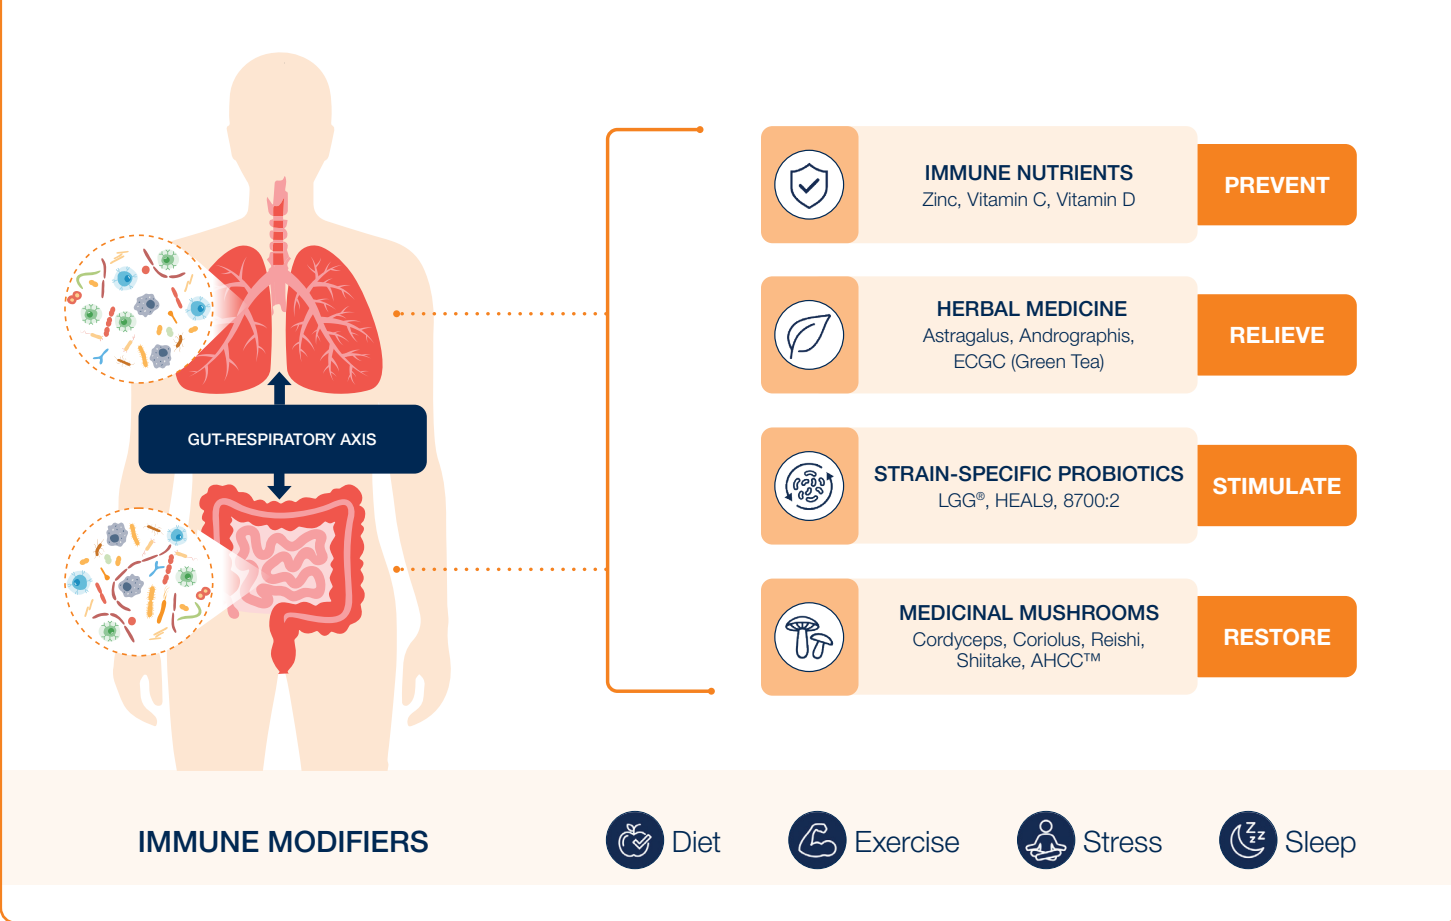 GUT-RESPIRATORY AXIS
IMMUNE NUTRIENTS
Zinc, Vitamin C, Vitamin D
PREVENT
HERBAL MEDICINE
Astragalus, Andrographis,
ECGC (Green Tea)
RELIEVE
STRAIN-SPECIFIC PROBIOTICS
LGG®, HEAL9, 8700:2
STIMULATE
MEDICINAL MUSHROOMS
Cordyceps, Coriolus, Reishi,
Shiitake, AHCC™
RESTORE
IMMUNE MODIFIERS
Diet
Exercise
Stress
zzzz
Sleep